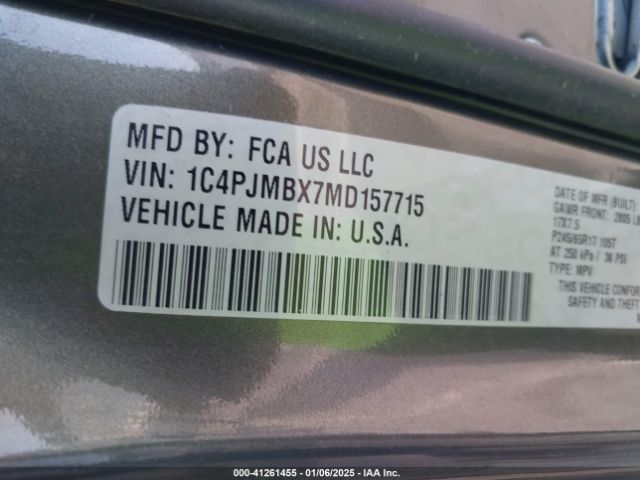 MFD BY: FCA US LLC
VIN: 1C4PJMBX7MD157715
VEHICLE MADE IN: U.S.A.
DATE OF MFR (BUILT):
GAWR FRONT: 2805
17X7.5
P245/65R17 105T
AT 250 kPa / 36 PSI
TYPE: MPV
THIS VEHICLE
SAFETY AND THEFT
000-41261455 - 01/06/2025 - IAA Inc.